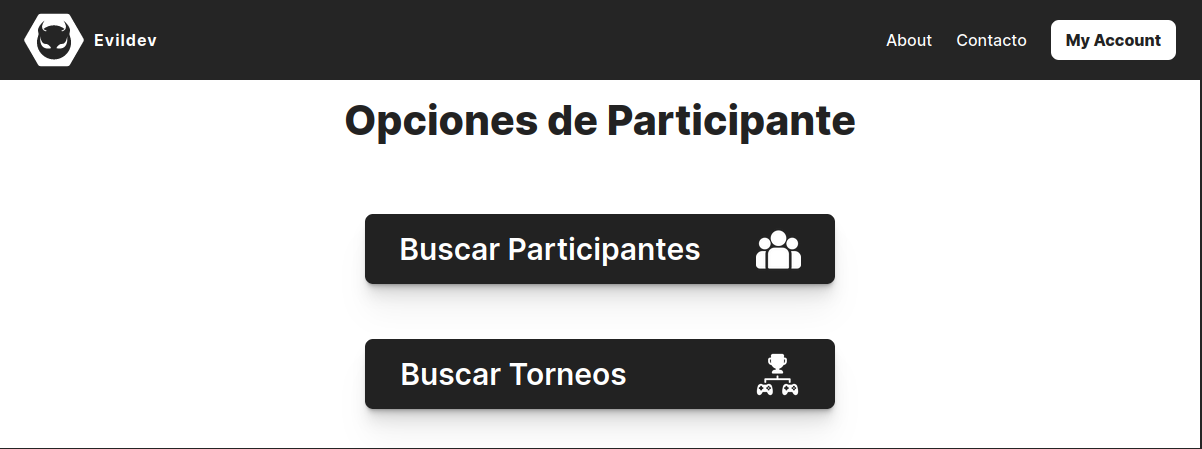 Evildev
About
Contacto
My Account
Opciones de Participante
Buscar Participantes
Buscar Torneos